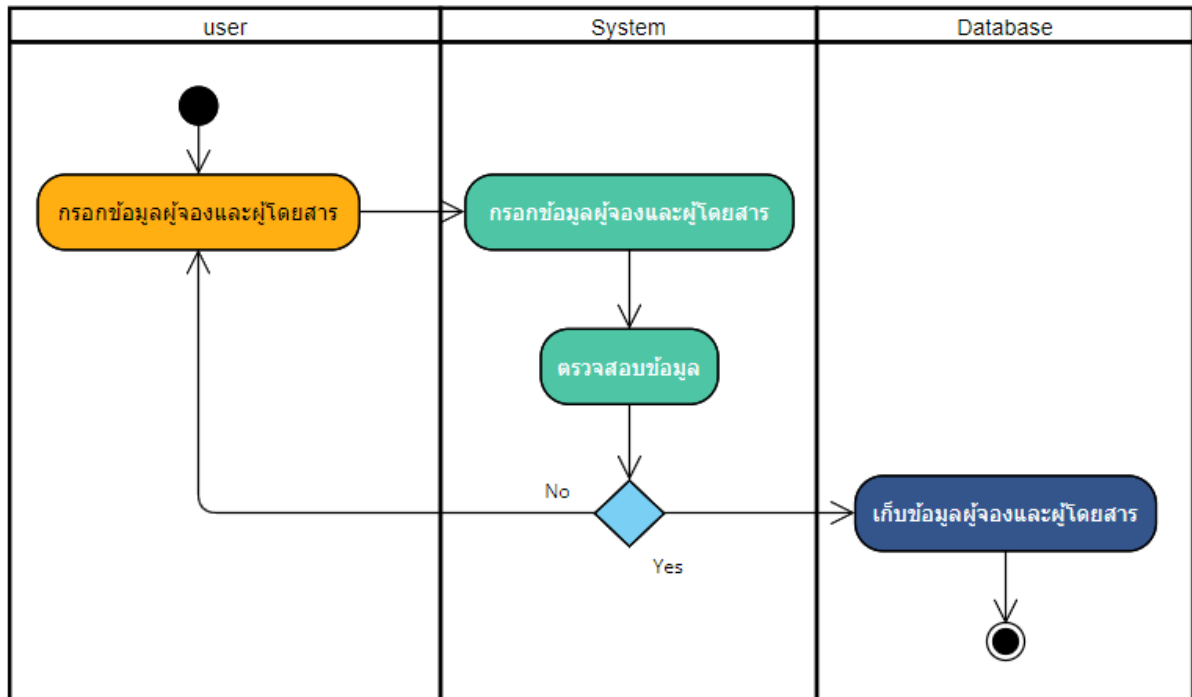 user
System
Database
กรอกข้อมูลผู้จองและผู้โดยสาร
กรอกข้อมูลผู้จองและผู้โดยสาร
ตรวจสอบข้อมูล
No
เก็บข้อมูลผู้จองและผู้โดยสาร
Yes